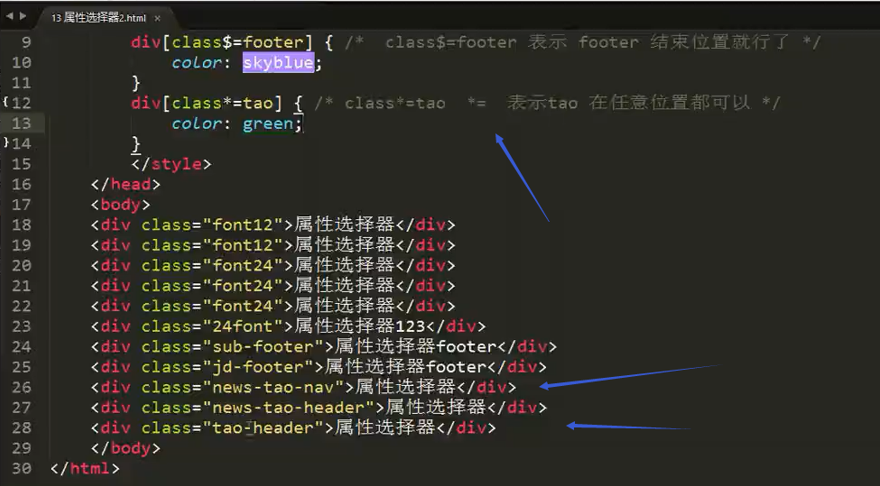 13 属性选择器2.html ×
9 div[class$=footer] { /* class$=footer 表示 footer 结束位置就行了 */
10 color: skyblue;
11 }
{12 div[class*=tao] { /* class*=tao *= 表示tao 在任意位置都可以 */
13 color: green;
}14 }
15 </style>
16 </head>
17 <body>
18 <div class="font12">属性选择器</div>
19 <div class="font12">属性选择器</div>
20 <div class="font24">属性选择器</div>
21 <div class="font24">属性选择器</div>
22 <div class="font24">属性选择器</div>
23 <div class="24font">属性选择器123</div>
24 <div class="sub-footer">属性选择器footer</div>
25 <div class="jd-footer">属性选择器footer</div>
26 <div class="news-tao-nav">属性选择器</div>
27 <div class="news-tao-header">属性选择器</div>
28 <div class="tao-header">属性选择器</div>
29 </body>
30 </html>